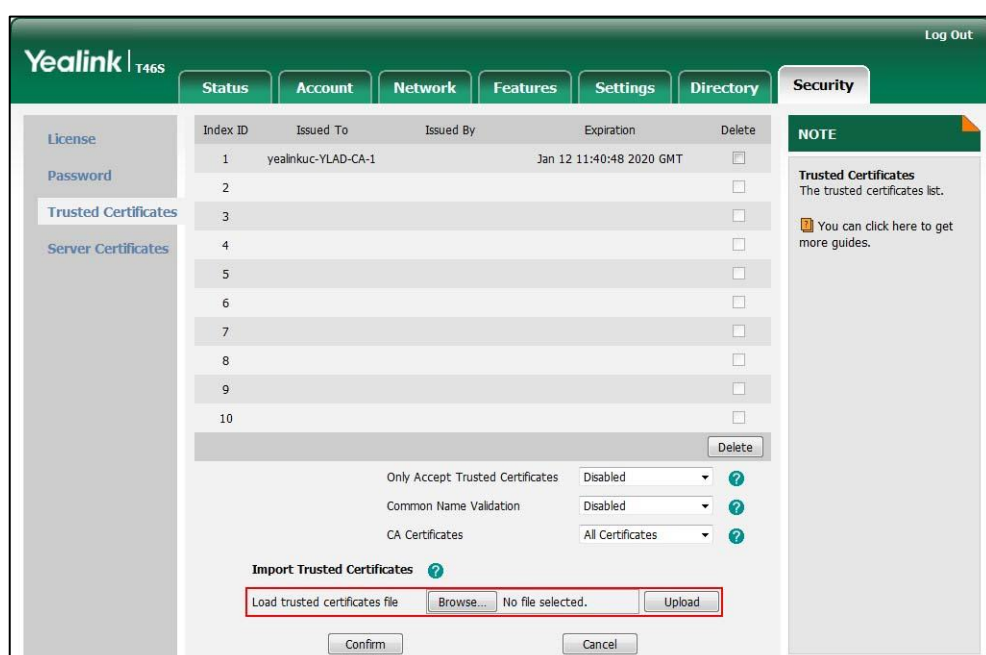 Log Out
Yealink T46S
Status Account Network Features Settings Directory Security
License
Password
Trusted Certificates
Server Certificates
Index ID Issued To Issued By Expiration Delete
1 yealinkuc-YLAD-CA-1 Jan 12 11:40:48 2020 GMT
2
3
4
5
6
7
8
9
10
Delete
Only Accept Trusted Certificates Disabled ?
Common Name Validation Disabled ?
CA Certificates All Certificates ?
Import Trusted Certificates ?
Load trusted certificates file Browse... No file selected. Upload
Confirm Cancel
NOTE
Trusted Certificates
The trusted certificates list.
? You can click here to get
more guides.